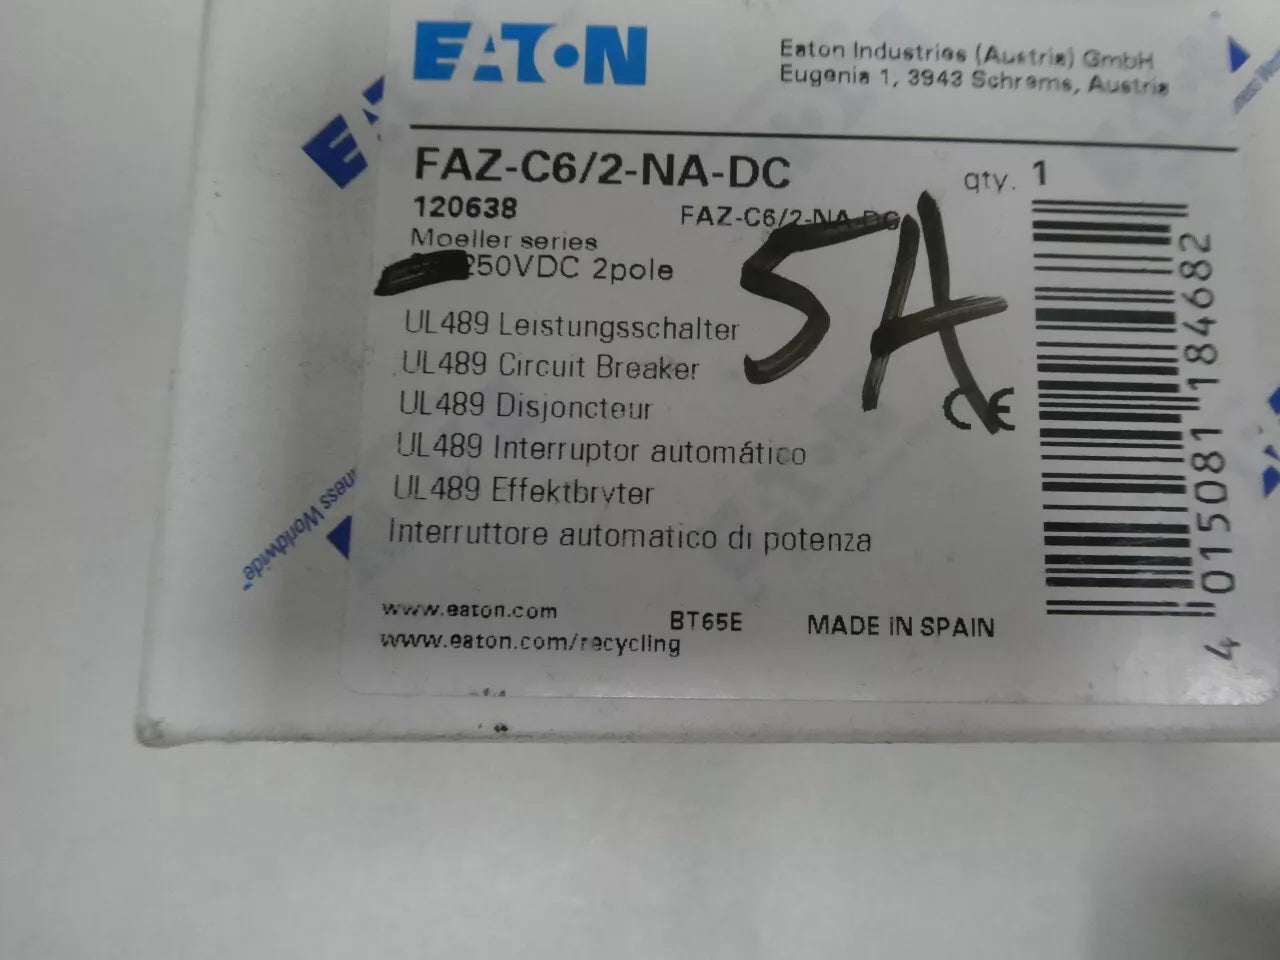 EATON
Eaton Industries (Austria) GmbH
Eugenia 1, 3943 Schrems, Austria
FAZ-C6/2-NA-DC
qty. 1
120638
FAZ-C6/2-NA-DC
Moeller series
250VDC 2pole
5A
UL489 Leistungsschalter
UL489 Circuit Breaker
UL489 Disjoncteur
CE
UL489 Interruptor automático
UL489 Effektbryter
Interruttore automatico di potenza
www.eaton.com
BT65E
MADE IN SPAIN
www.eaton.com/recycling
4 015081 184682
ness Worldwide